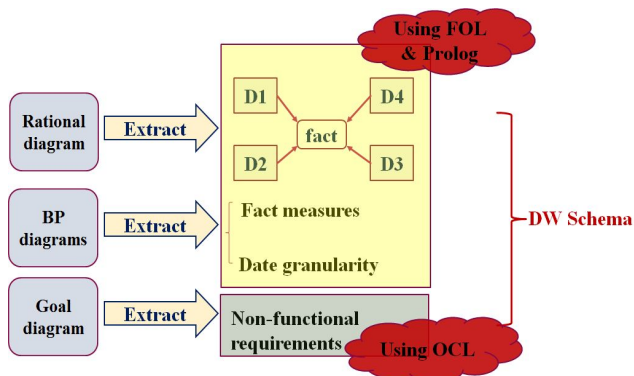 Using FOL
& Prolog
D1
D4
Rational
diagram
Extract
fact
D2
D3
BP
diagrams
Extract
Fact measures
Date granularity
DW Schema
Goal
diagram
Extract
Non-functional
requirements
Using OCL